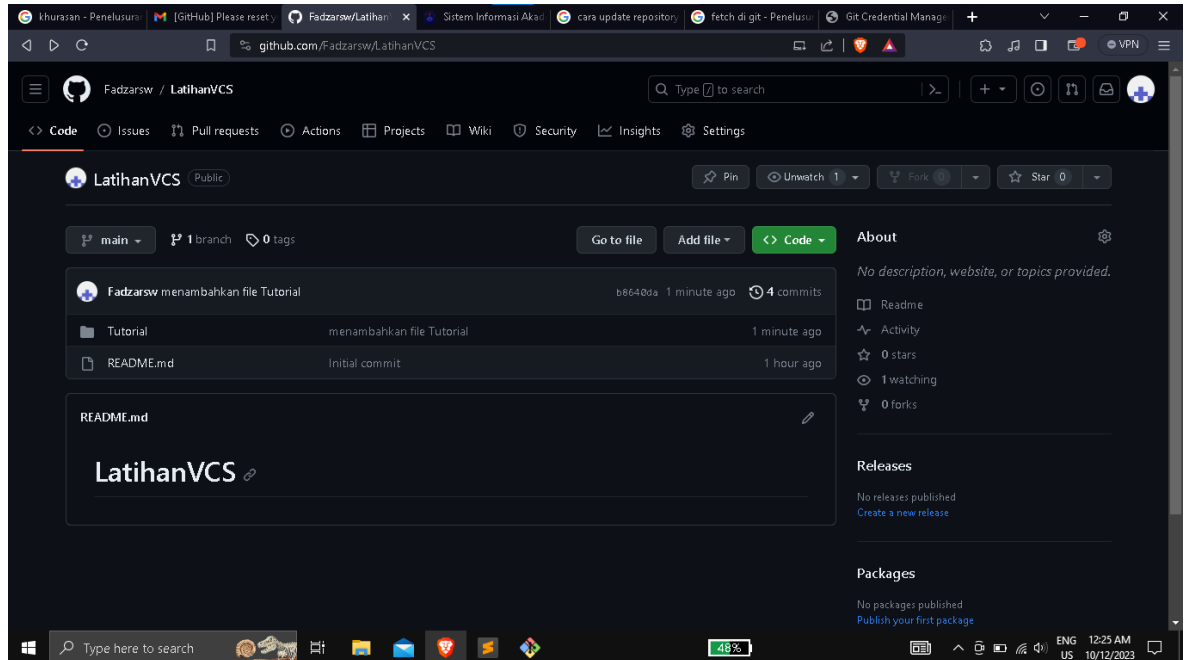 khurasan - Penelusura
[GitHub] Please reset y
Fadzarsw/Latihan
Sistem Informasi Akad
cara update repository
fetch di git - Penelusu
Git Credential Manage
github.com/Fadzarsw/LatihanVCS
VPN
Fadzarsw / LatihanVCS
Type / to search
Code Issues Pull requests Actions Projects Wiki Security Insights Settings
LatihanVCS Public
Pin Unwatch 1 Fork 0 Star 0
main 1 branch 0 tags
Go to file Add file Code
Fadzarsw menambahkan file Tutorial b8640da 1 minute ago 4 commits
Tutorial menambahkan file Tutorial 1 minute ago
README.md Initial commit 1 hour ago
README.md
LatihanVCS
About
No description, website, or topics provided.
Readme
Activity
0 stars
1 watching
0 forks
Releases
No releases published
Create a new release
Packages
No packages published
Publish your first package
Type here to search
48%
ENG
US
12:25 AM
10/12/2023